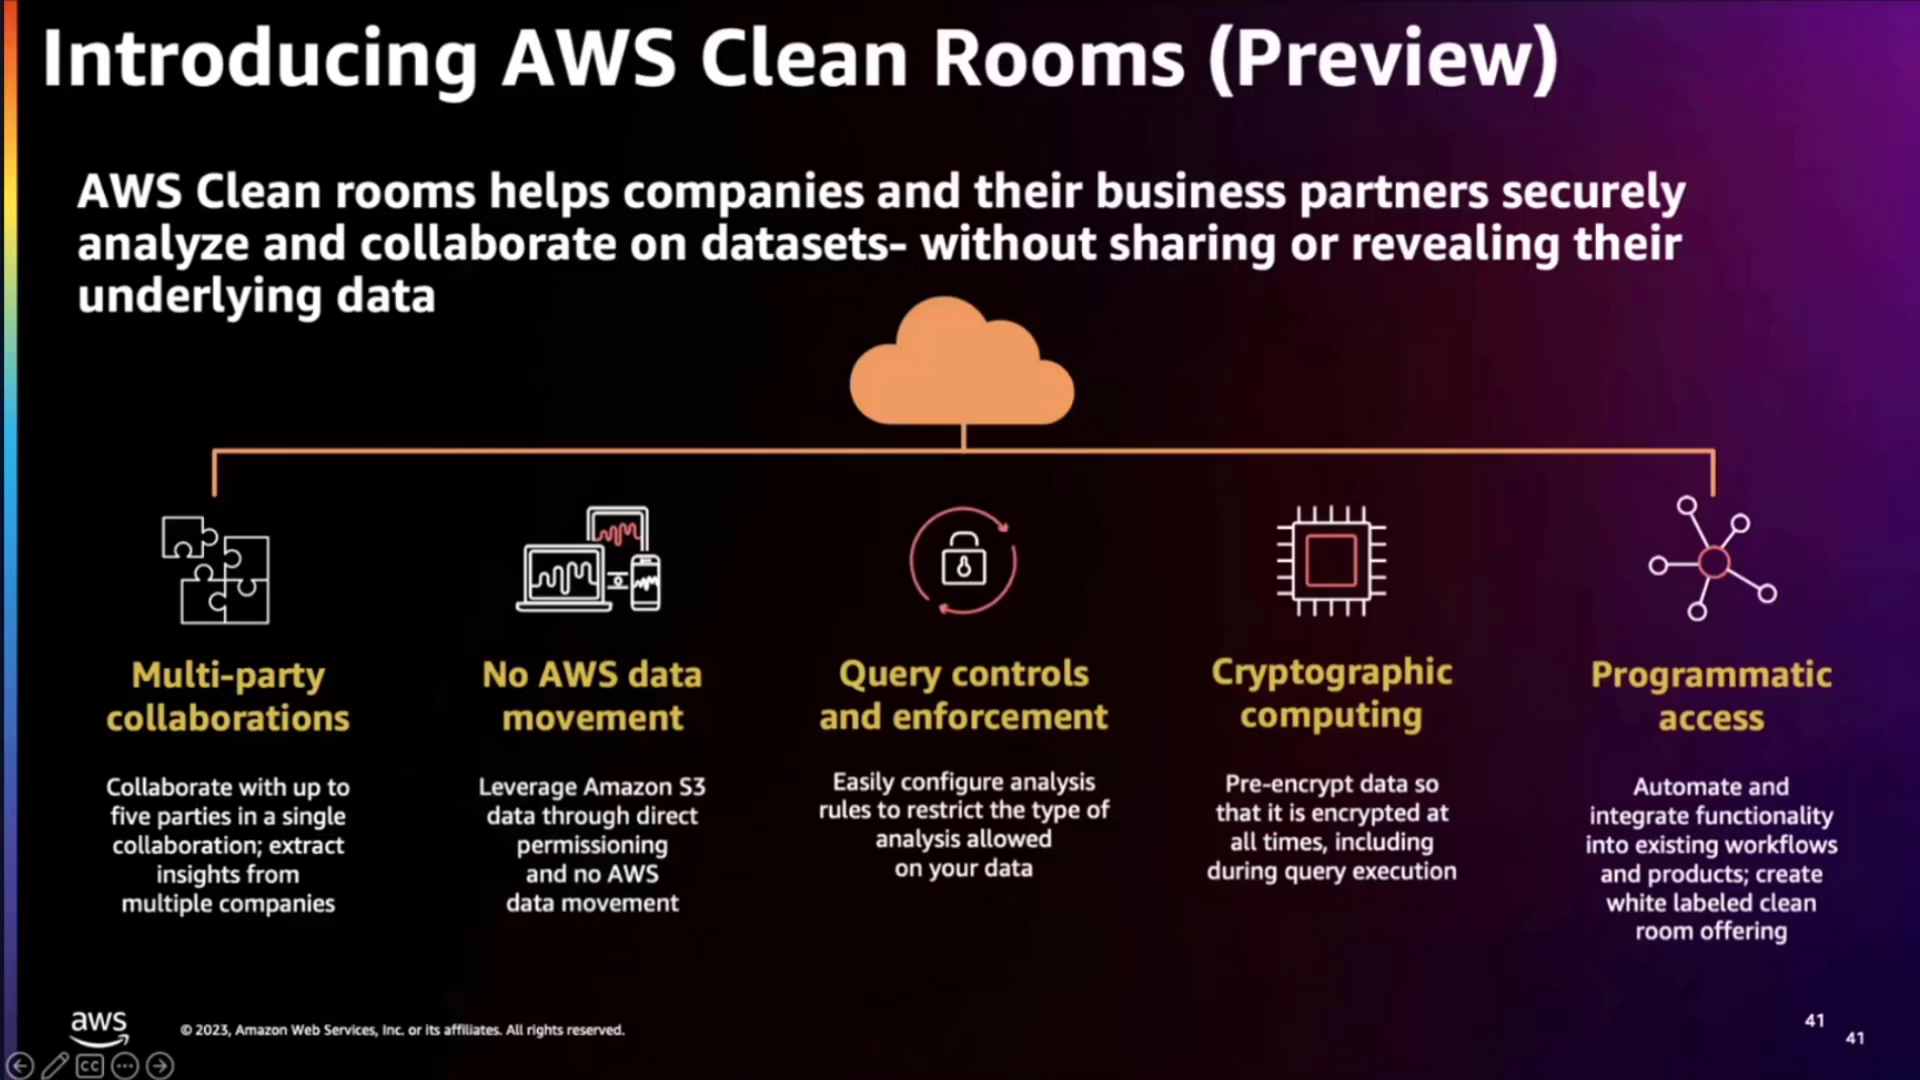 Introducing AWS Clean Rooms (Preview)
AWS Clean rooms helps companies and their business partners securely
analyze and collaborate on datasets- without sharing or revealing their
underlying data
Multi-party
collaborations
Collaborate with up to
five parties in a single
collaboration; extract
insights from
multiple companies
No AWS data
movement
Leverage Amazon S3
data through direct
permissioning
and no AWS
data movement
Query controls
and enforcement
Easily configure analysis
rules to restrict the type of
analysis allowed
on your data
Cryptographic
computing
Pre-encrypt data so
that it is encrypted at
all times, including
during query execution
Programmatic
access
Automate and
integrate functionality
into existing workflows
and products; create
white labeled clean
room offering
aws
© 2023, Amazon Web Services, Inc. or its affiliates. All rights reserved.
41
41
CC